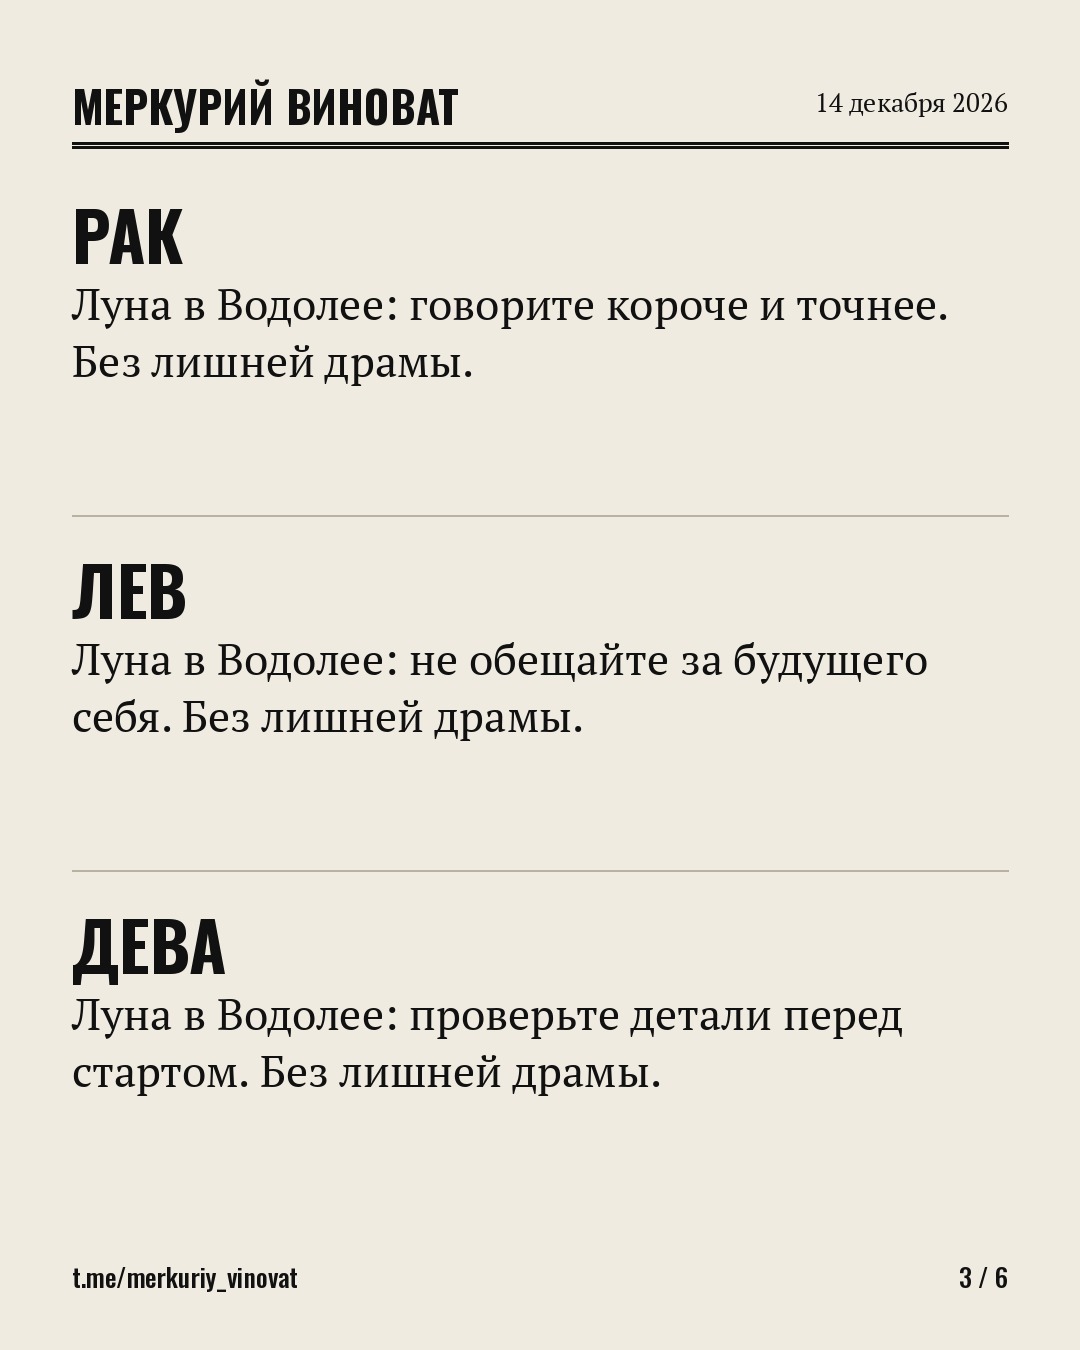 МЕРКУРИЙ ВИНОВАТ
14 декабря 2026
РАК
Луна в Водолее: говорите короче и точнее.
Без лишней драмы.
ЛЕВ
Луна в Водолее: не обещайте за будущего
себя. Без лишней драмы.
ДЕВА
Луна в Водолее: проверьте детали перед
стартом. Без лишней драмы.
t.me/merkuriy_vinovat
3 / 6